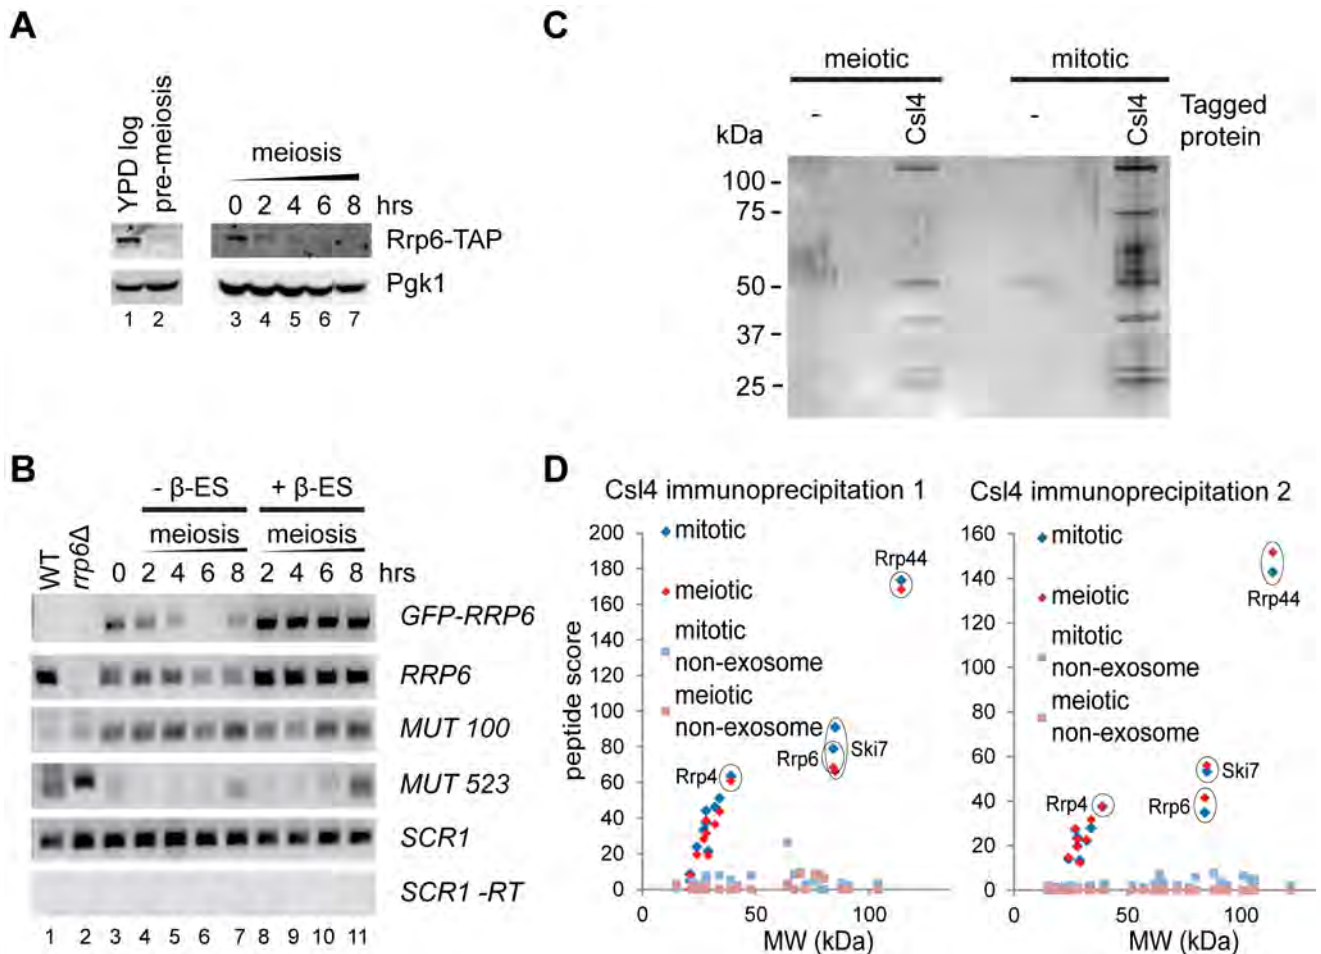 A
YPD log
pre-meiosis
meiosis
0 2 4 6 8 hrs
Rrp6-TAP
Pgk1
1 2 3 4 5 6 7
C
meiotic mitotic
- Csl4 - Csl4 Tagged
protein
kDa
100 -
75 -
50 -
37 -
25 -
B
- β-ES + β-ES
meiosis meiosis
WT rrp6Δ 0 2 4 6 8 2 4 6 8 hrs
GFP-RRP6
RRP6
MUT 100
MUT 523
SCR1
SCR1 -RT
1 2 3 4 5 6 7 8 9 10 11
D
Csl4 immunoprecipitation 1
peptide score
200
180
160
140
120
100
80
60
40
20
0
mitotic
meiotic
mitotic
non-exosome
meiotic
non-exosome
Rrp44
Ski7
Rrp6
Rrp4
0 50 100
MW (kDa)
Csl4 immunoprecipitation 2
160
140
120
100
80
60
40
20
0
mitotic
meiotic
mitotic
non-exosome
meiotic
non-exosome
Rrp44
Ski7
Rrp4
Rrp6
0 50 100
MW (kDa)